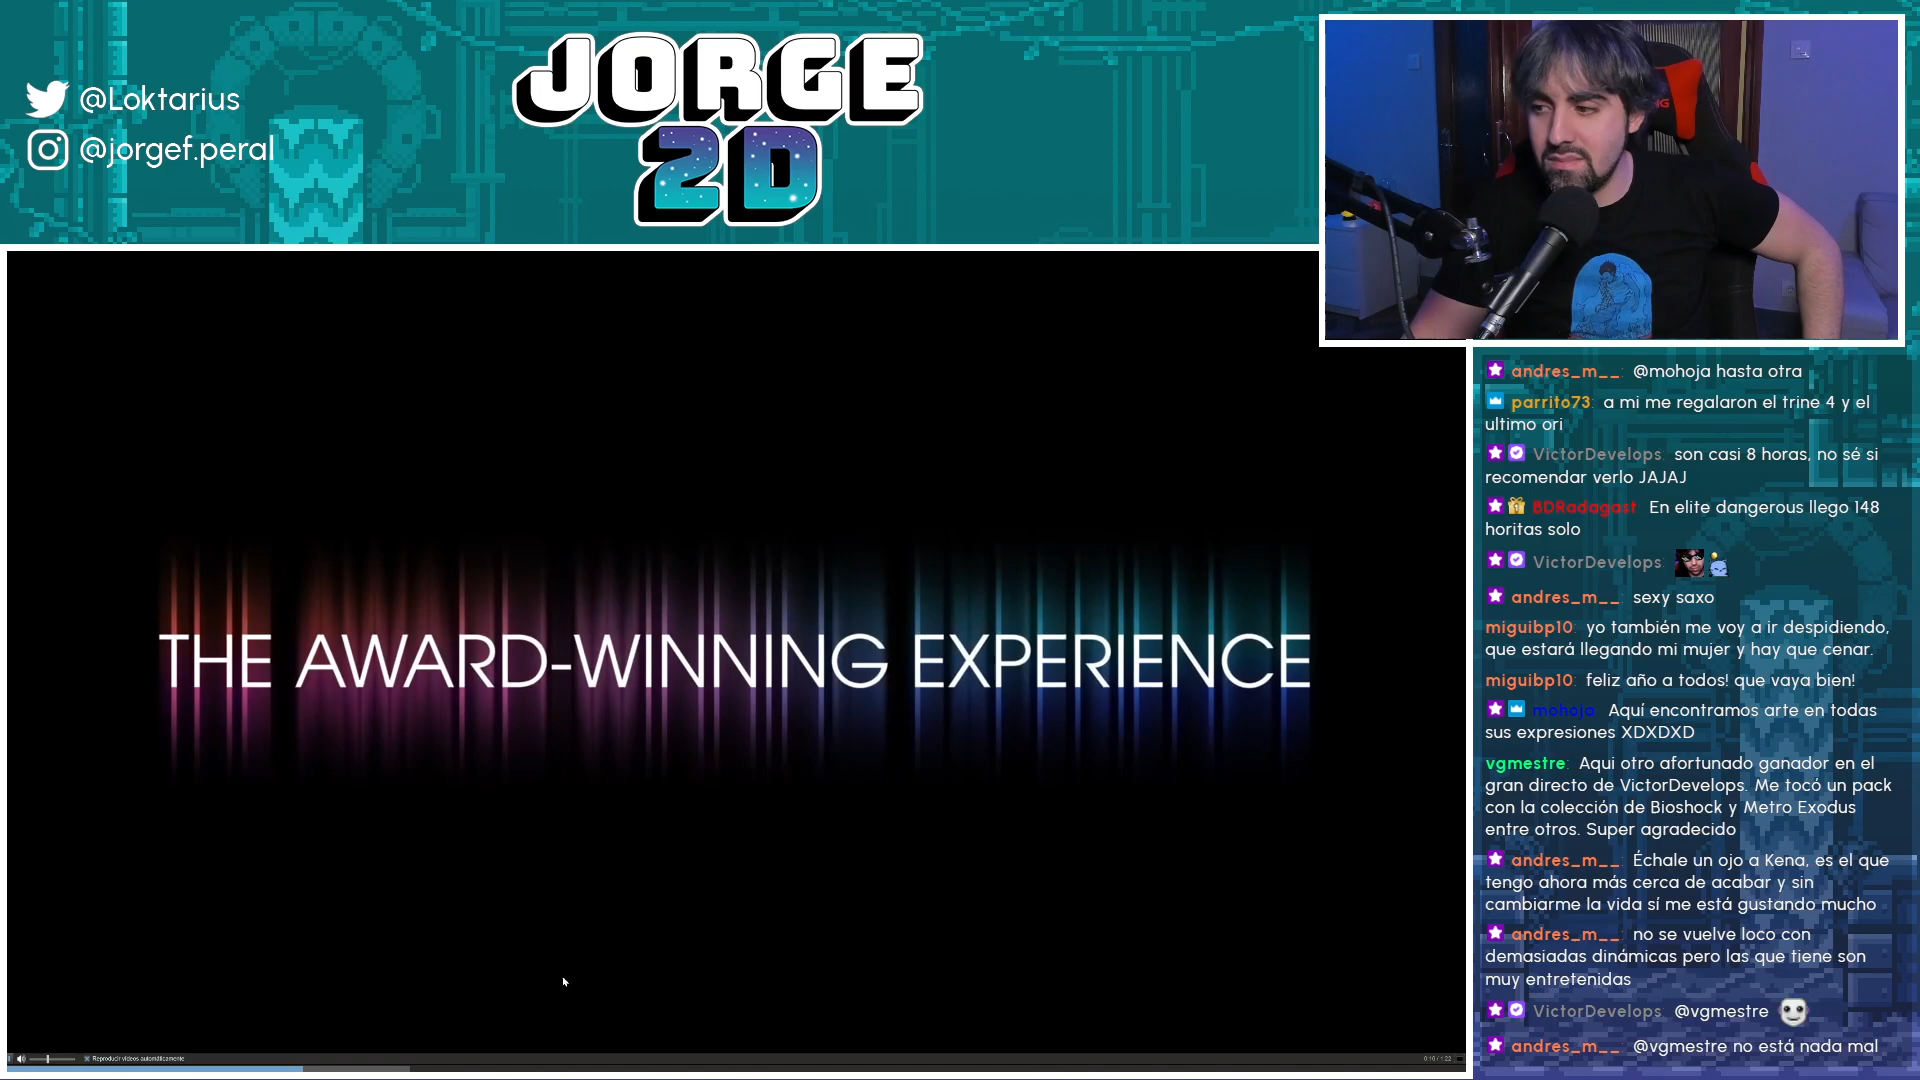 @Loktarius
@jorgef.peral
JORGE
2D
THE AWARD-WINNING EXPERIENCE
Reproducir vídeos automáticamente
0:16 / 1:22
andres_m__: @mohoja hasta otra
parrito73: a mi me regalaron el trine 4 y el
ultimo ori
VictorDevelops: son casi 8 horas, no sé si
recomendar verlo JAJAJ
BDRadagast: En elite dangerous llego 148
horitas solo
VictorDevelops:
andres_m__: sexy saxo
miguibp10: yo también me voy a ir despidiendo,
que estará llegando mi mujer y hay que cenar.
miguibp10: feliz año a todos! que vaya bien!
mohoja: Aquí encontramos arte en todas
sus expresiones XDXDXD
vgmestre: Aqui otro afortunado ganador en el
gran directo de VictorDevelops. Me tocó un pack
con la colección de Bioshock y Metro Exodus
entre otros. Super agradecido
andres_m__: Échale un ojo a Kena, es el que
tengo ahora más cerca de acabar y sin
cambiarme la vida sí me está gustando mucho
andres_m__: no se vuelve loco con
demasiadas dinámicas pero las que tiene son
muy entretenidas
VictorDevelops: @vgmestre
andres_m__: @vgmestre no está nada mal